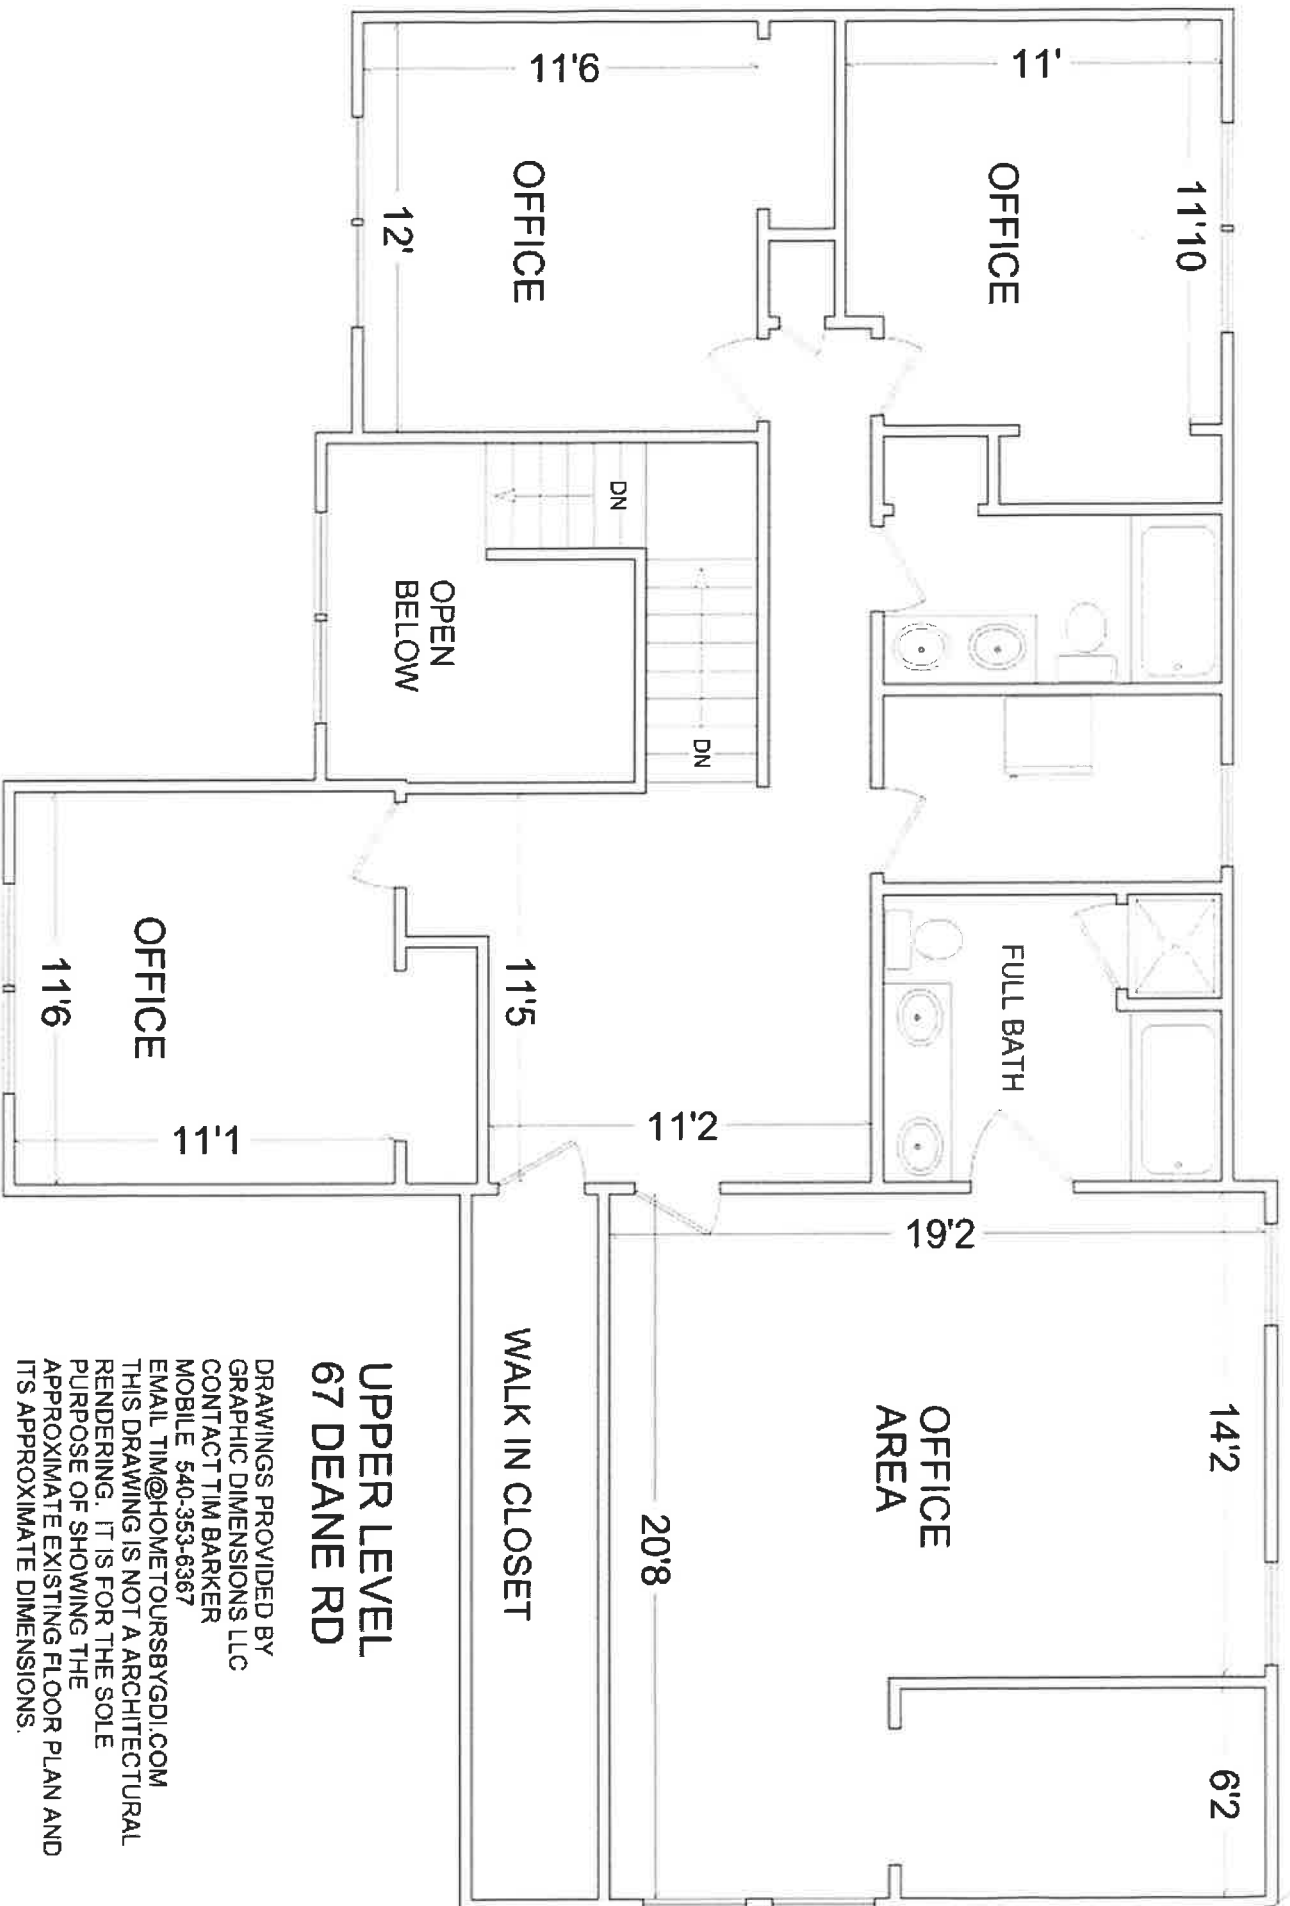 11'
11'10
OFFICE
11'6
OFFICE
12'
DN
DN
OPEN
BELOW
FULL BATH
11'5
11'2
OFFICE
11'6
11'1
19'2
14'2
6'2
OFFICE
AREA
20'8
WALK IN CLOSET
UPPER LEVEL
67 DEANE RD
DRAWINGS PROVIDED BY
GRAPHIC DIMENSIONS LLC
CONTACT TIM BARKER
MOBILE 540-353-6367
EMAIL TIM@HOMETOURSBYGDI.COM
THIS DRAWING IS NOT A ARCHITECTURAL
RENDERING. IT IS FOR THE SOLE
PURPOSE OF SHOWING THE
APPROXIMATE EXISTING FLOOR PLAN AND
ITS APPROXIMATE DIMENSIONS.